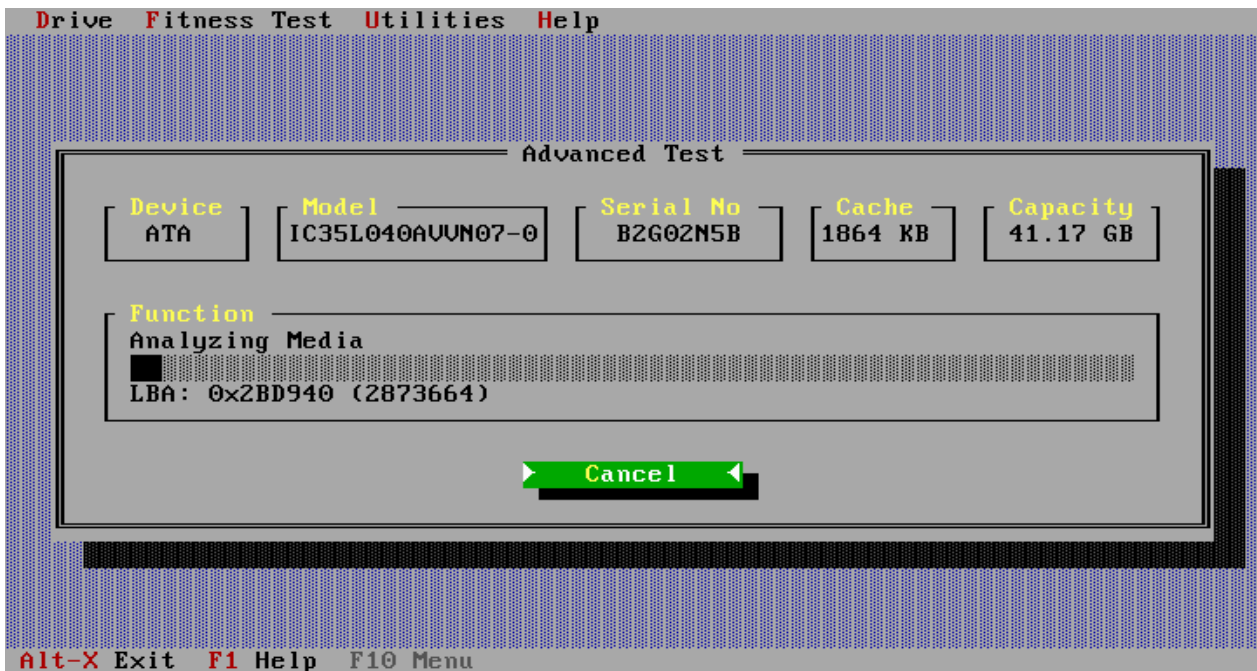 Drive Fitness Test Utilities Help
Advanced Test
Device Model Serial No Cache Capacity
ATA IC35L040AVVN07-0 B2G02N5B 1864 KB 41.17 GB
Function
Analyzing Media
LBA: 0x2BD940 (2873664)
Cancel
Alt-X Exit F1 Help F10 Menu